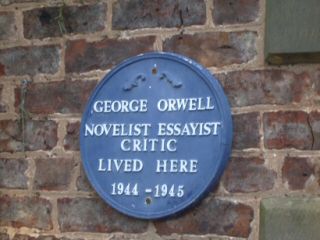 GEORGE ORWELL
NOVELIST ESSAYIST
CRITIC
LIVED HERE
1944 - 1945